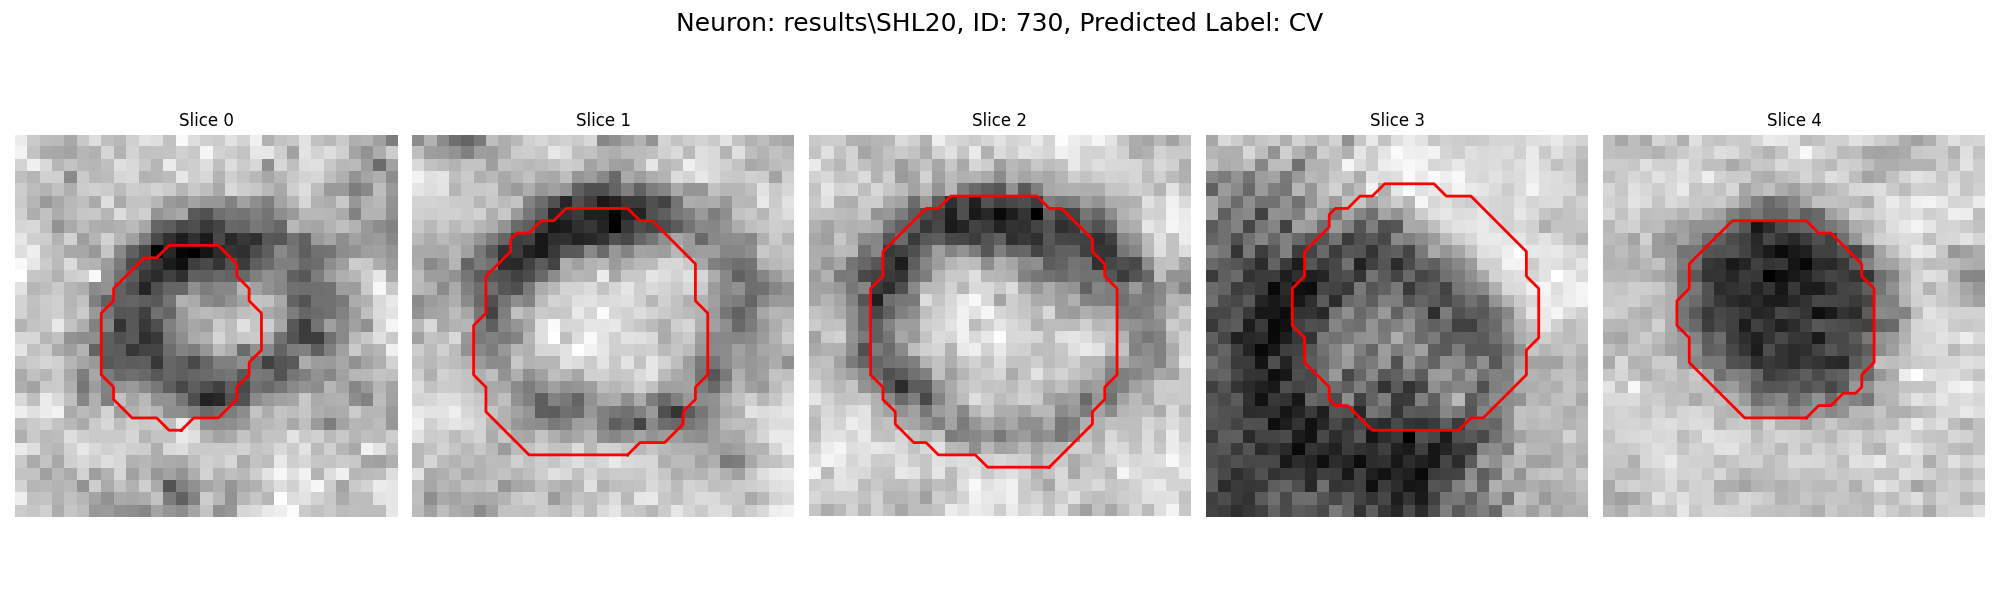 Neuron: results\SHL20, ID: 730, Predicted Label: CV
Slice 0
Slice 1
Slice 2
Slice 3
Slice 4